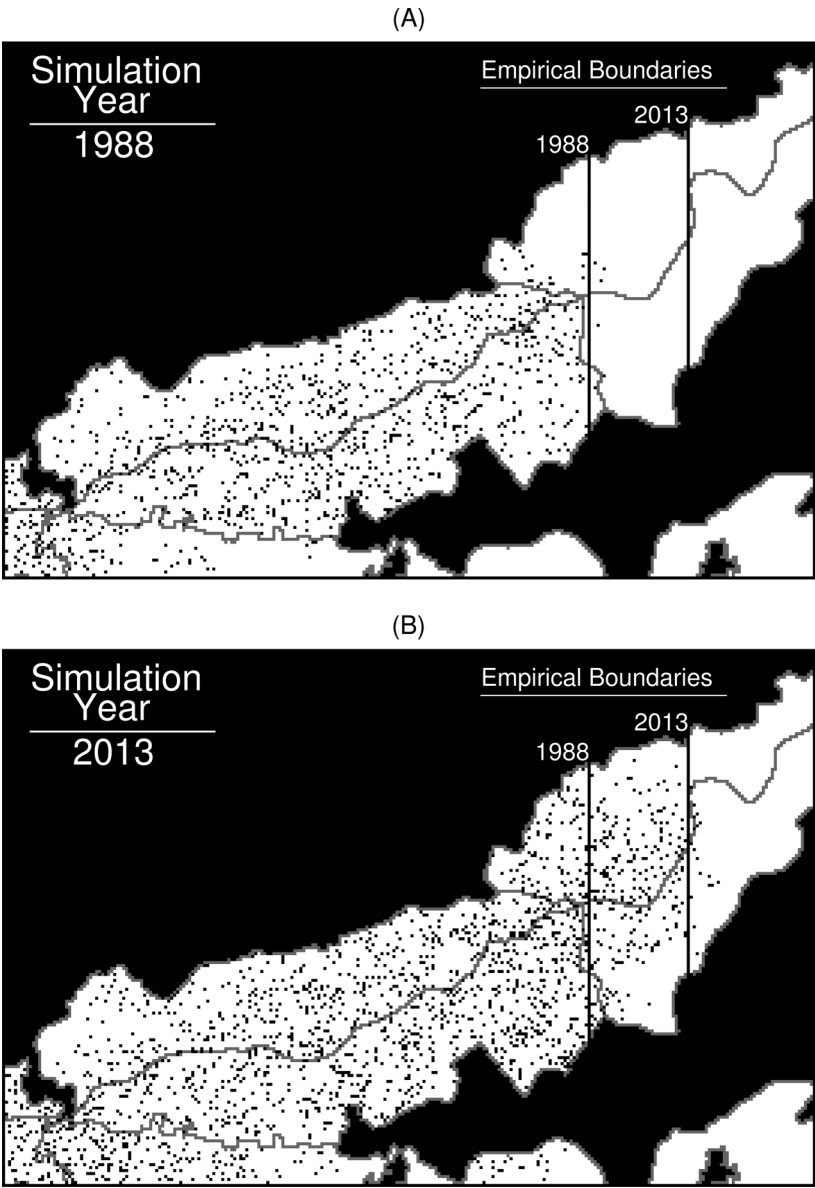 (A)
Simulation
Year
1988
Empirical Boundaries
2013
1988
(B)
Simulation
Year
2013
Empirical Boundaries
2013
1988